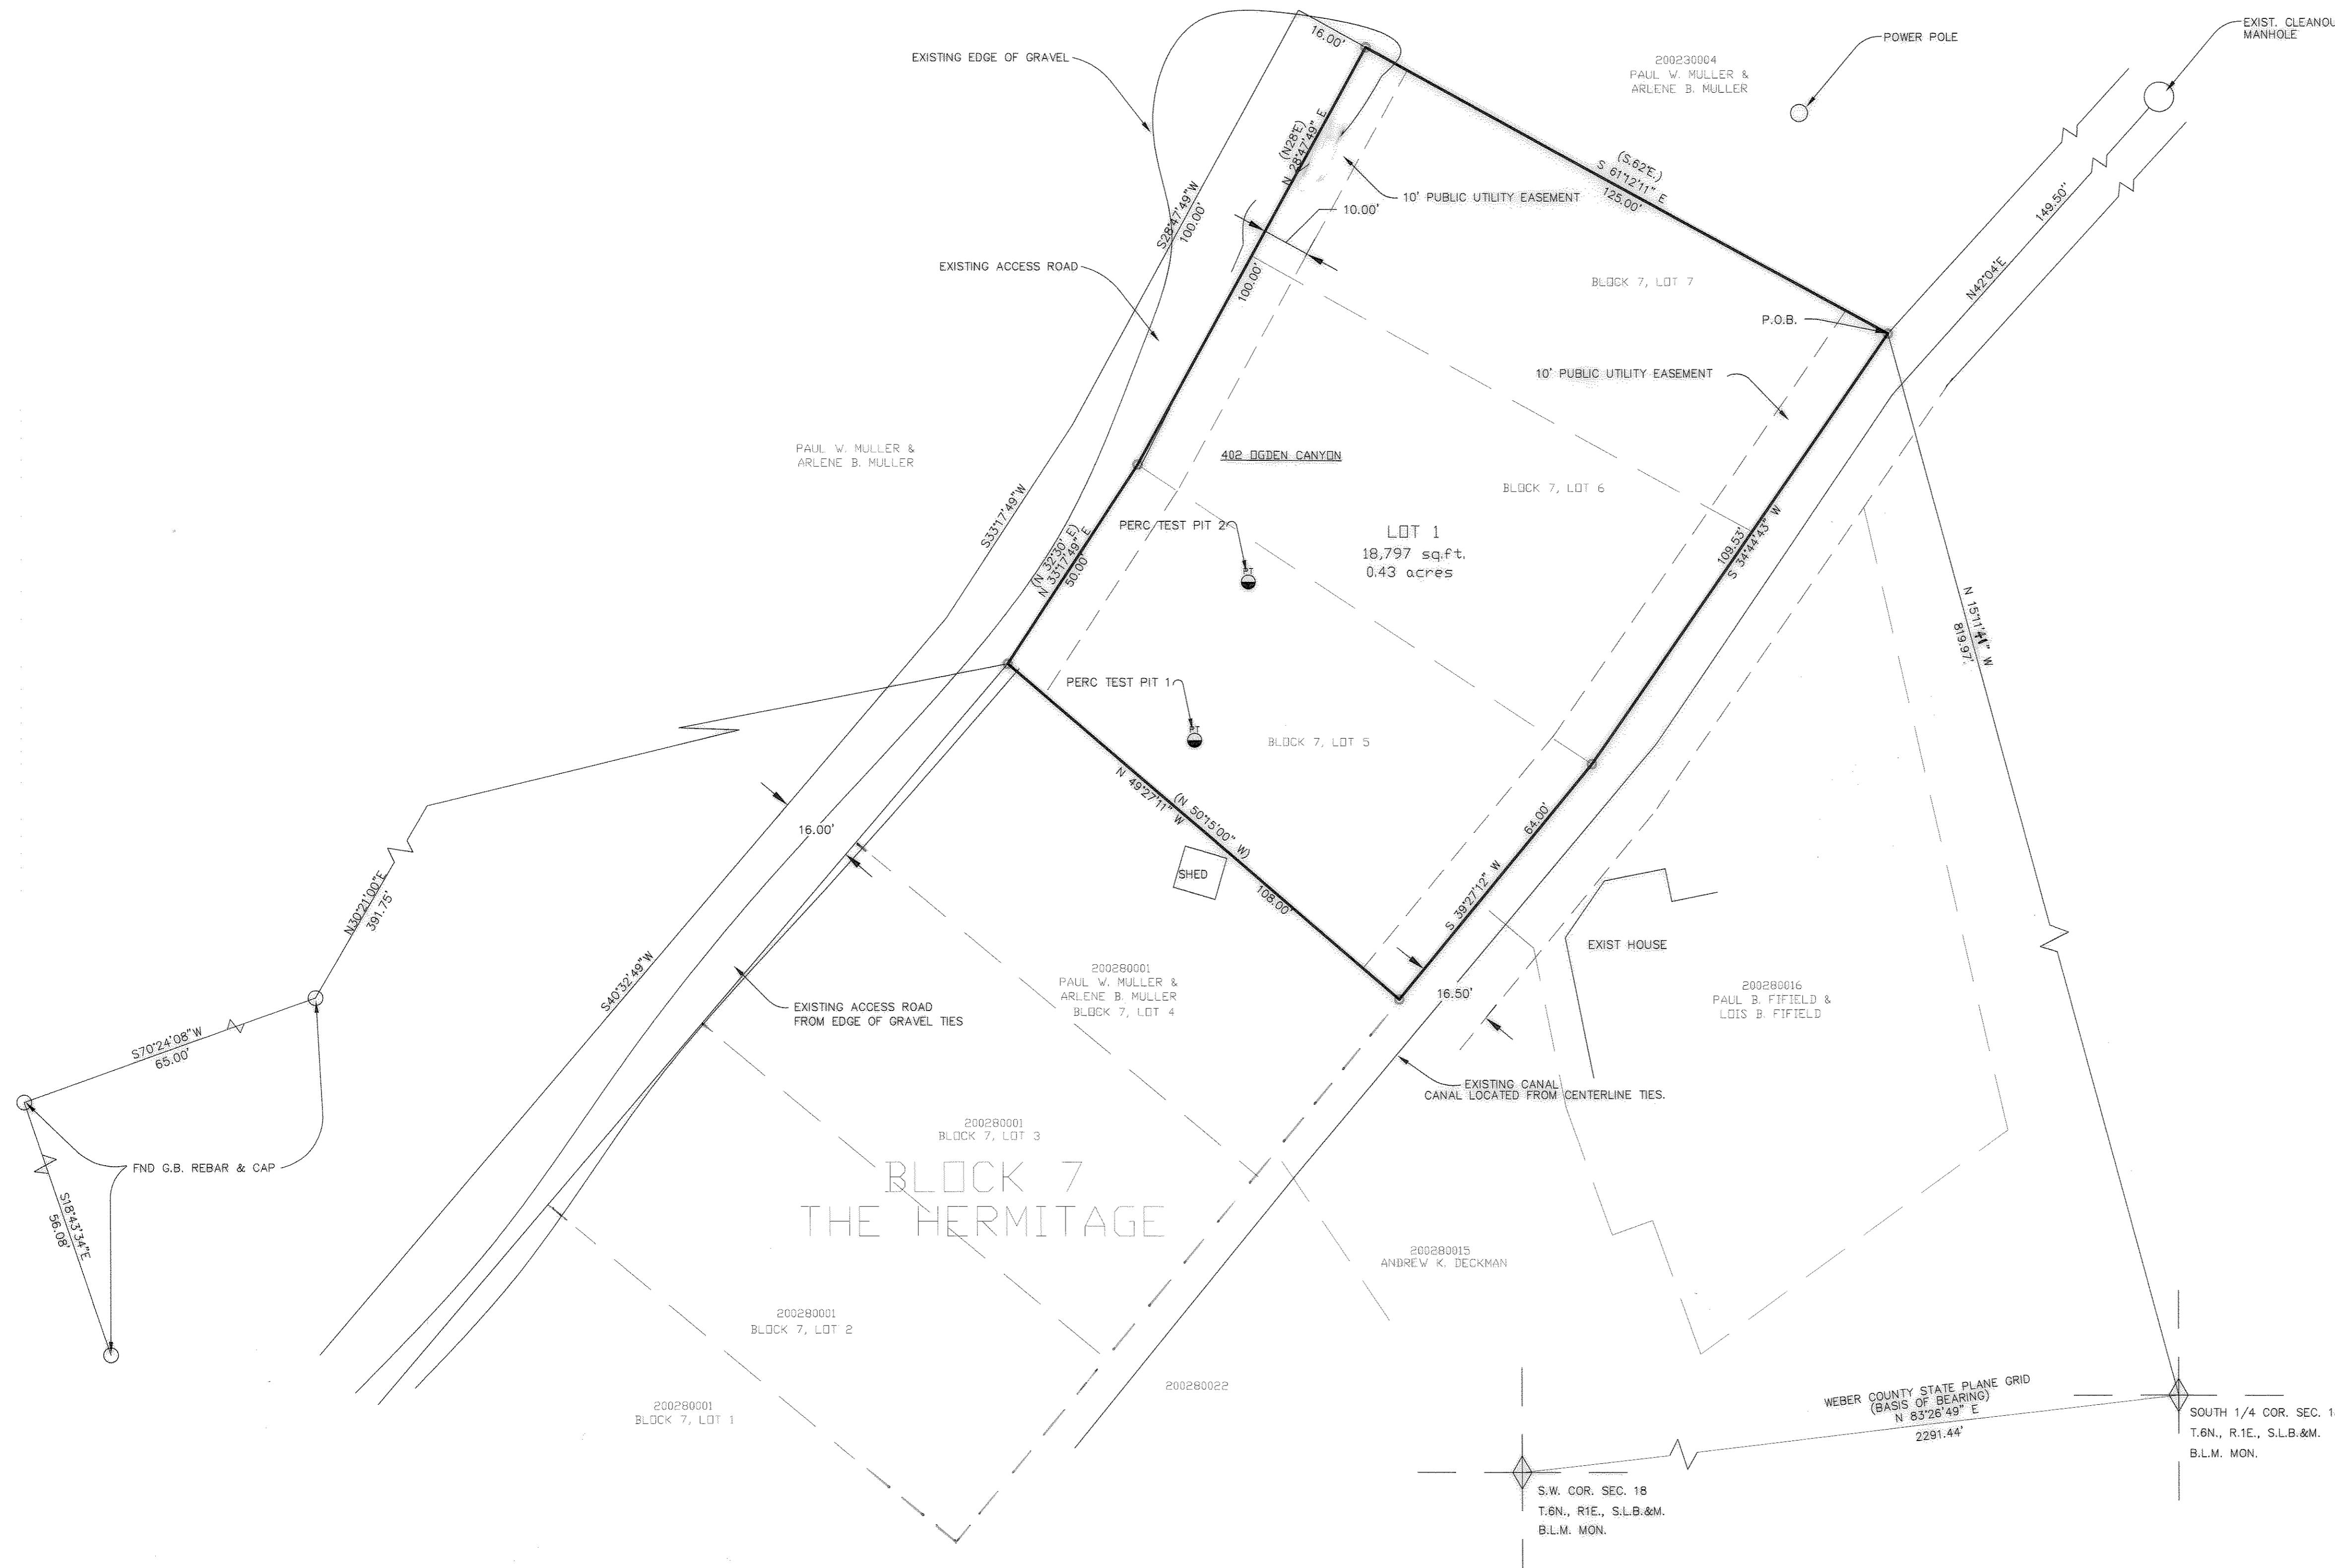 16.00'
EXISTING EDGE OF GRAVEL
200230004
PAUL W. MULLER &
ARLENE B. MULLER
POWER POLE
EXIST. CLEANOU
MANHOLE
(N28'E)
N 28°47'49" E
(S.62'E.)
S 61°12'11" E
125.00'
10' PUBLIC UTILITY EASEMENT
10.00'
S28°47'49"W
100.00'
149.50"
N42°04'E
EXISTING ACCESS ROAD
100.00'
BLOCK 7, LOT 7
P.O.B.
10' PUBLIC UTILITY EASEMENT
PAUL W. MULLER &
ARLENE B. MULLER
402 OGDEN CANYON
BLOCK 7, LOT 6
S33°17'49"W
(N 32°30' E)
N 33°17'49" E
50.00'
PERC TEST PIT 2
PT
LOT 1
18,797 sq.ft.
0.43 acres
109.53'
S 34°44'43" W
N 15°11'41" W
819.97'
PERC TEST PIT 1
PT
BLOCK 7, LOT 5
N 49°27'11" W
(N 50°15'00" W)
108.00'
SHED
64.00'
S 39°27'12" W
16.00'
N30°21'00"E
391.75'
EXIST HOUSE
S40°32'49"W
200280001
PAUL W. MULLER &
ARLENE B. MULLER
BLOCK 7, LOT 4
16.50'
200280016
PAUL B. FIFIELD &
LOIS B. FIFIELD
EXISTING ACCESS ROAD
FROM EDGE OF GRAVEL TIES
S70°24'08"W
65.00'
EXISTING CANAL
CANAL LOCATED FROM CENTERLINE TIES.
FND G.B. REBAR & CAP
200280001
BLOCK 7, LOT 3
BLOCK 7
THE HERMITAGE
S18°43'34"E
56.08'
200280015
ANDREW K. DECKMAN
200280001
BLOCK 7, LOT 2
200280022
200280001
BLOCK 7, LOT 1
WEBER COUNTY STATE PLANE GRID
(BASIS OF BEARING)
N 83°26'49" E
2291.44'
SOUTH 1/4 COR. SEC. 1
T.6N., R.1E., S.L.B.&M.
B.L.M. MON.
S.W. COR. SEC. 18
T.6N., R1E., S.L.B.&M.
B.L.M. MON.